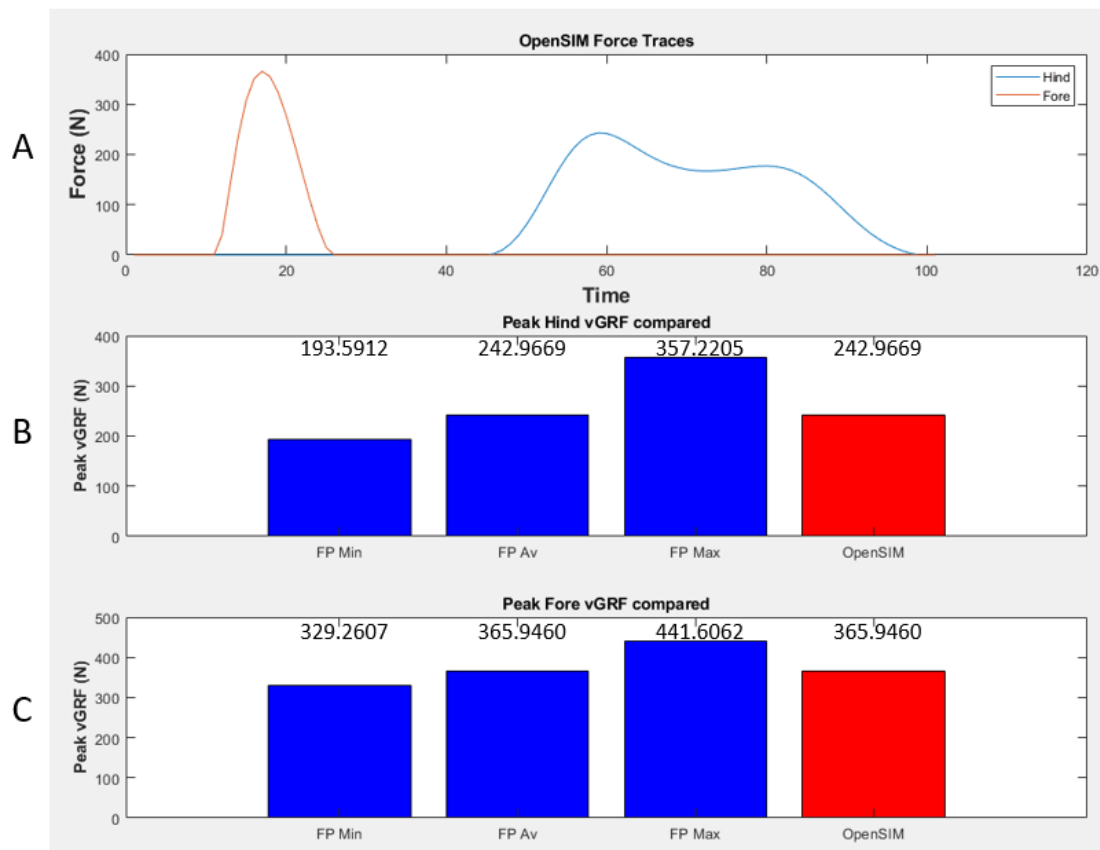 A
OpenSIM Force Traces
Force (N)
400
300
200
100
0
Hind
Fore
0 20 40 60 80 100 120
Time
B
Peak Hind vGRF compared
Peak vGRF (N)
400
300
200
100
0
193.5912 242.9669 357.2205 242.9669
FP Min FP Av FP Max OpenSIM
C
Peak Fore vGRF compared
Peak vGRF (N)
500
400
300
200
100
0
329.2607 365.9460 441.6062 365.9460
FP Min FP Av FP Max OpenSIM